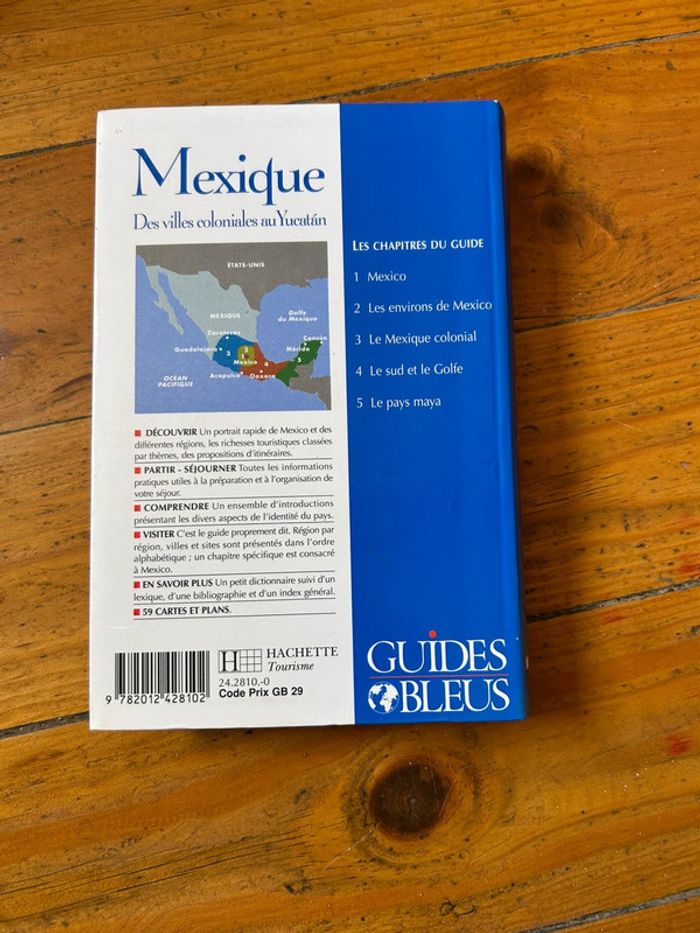 Mexique
Des villes coloniales au Yucatán
ÉTATS-UNIS
MEXIQUE
Golfe
du Mexique
Zacatecas
Cancún
Guadalajara
Mérida
3
2
1
Mexico
4
5
Acapulco
Oaxaca
OCÉAN
PACIFIQUE
■ DÉCOUVRIR Un portrait rapide de Mexico et des
différentes régions, les richesses touristiques classées
par thèmes, des propositions d'itinéraires.
■ PARTIR - SÉJOURNER Toutes les informations
pratiques utiles à la préparation et à l'organisation de
votre séjour.
■ COMPRENDRE Un ensemble d'introductions
présentant les divers aspects de l'identité du pays.
■ VISITER C'est le guide proprement dit. Région par
région, villes et sites sont présentés dans l'ordre
alphabétique ; un chapitre spécifique est consacré
à Mexico.
■ EN SAVOIR PLUS Un petit dictionnaire suivi d'un
lexique, d'une bibliographie et d'un index général.
■ 59 CARTES ET PLANS.
9 782012 428102
H HACHETTE
Tourisme
24.2810.-0
Code Prix GB 29
LES CHAPITRES DU GUIDE
1 Mexico
2 Les environs de Mexico
3 Le Mexique colonial
4 Le sud et le Golfe
5 Le pays maya
GUIDES
BLEUS